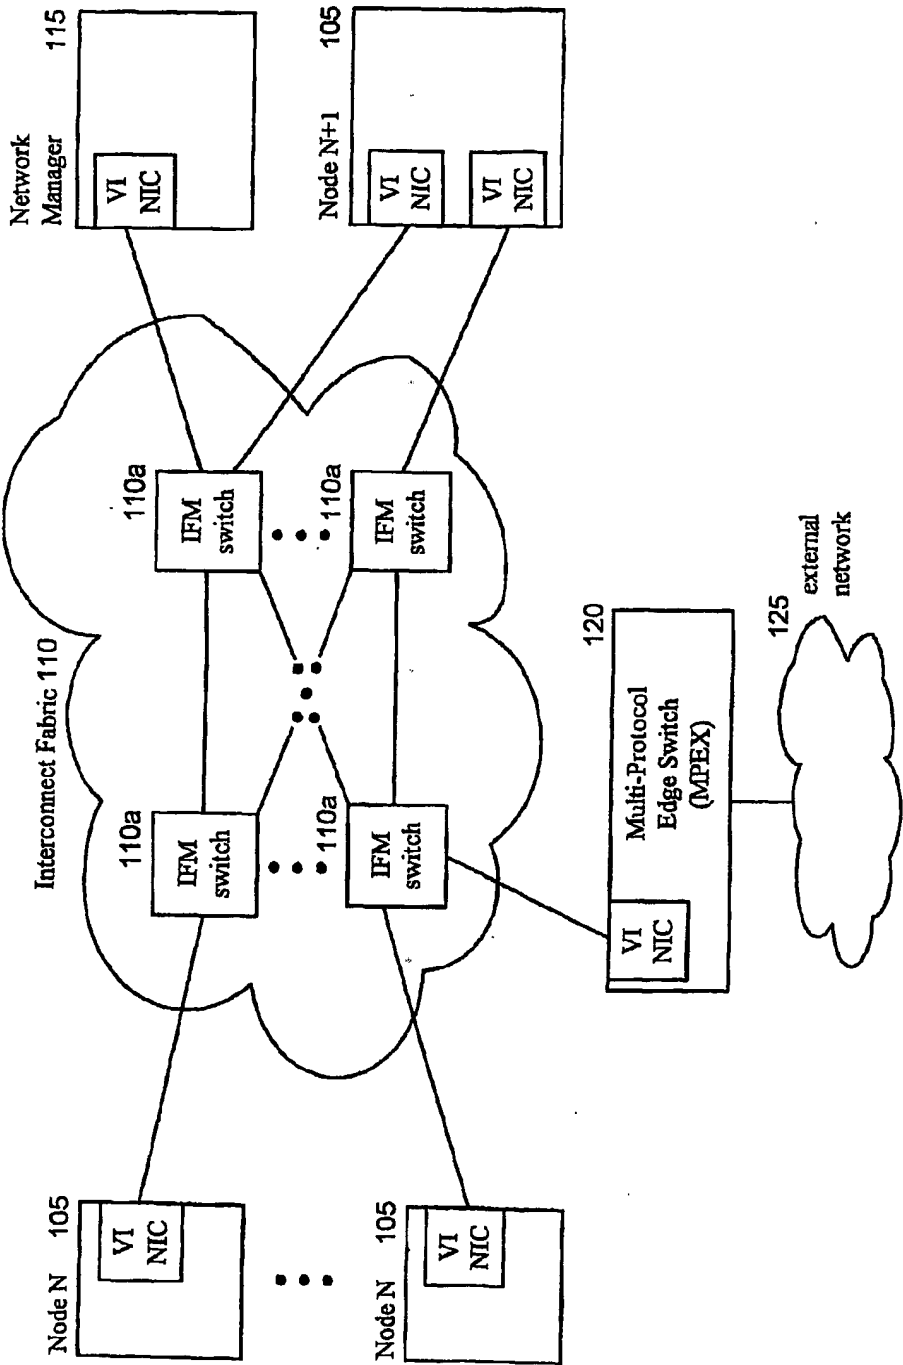 Network
Manager
115
VI
NIC
Node N+1
105
VI
NIC
VI
NIC
Interconnect Fabric 110
110a
IFM
switch
110a
IFM
switch
110a
IFM
switch
110a
IFM
switch
120
Multi-Protocol
Edge Switch
(MPEX)
VI
NIC
125
external
network
Node N
105
VI
NIC
Node N
105
VI
NIC